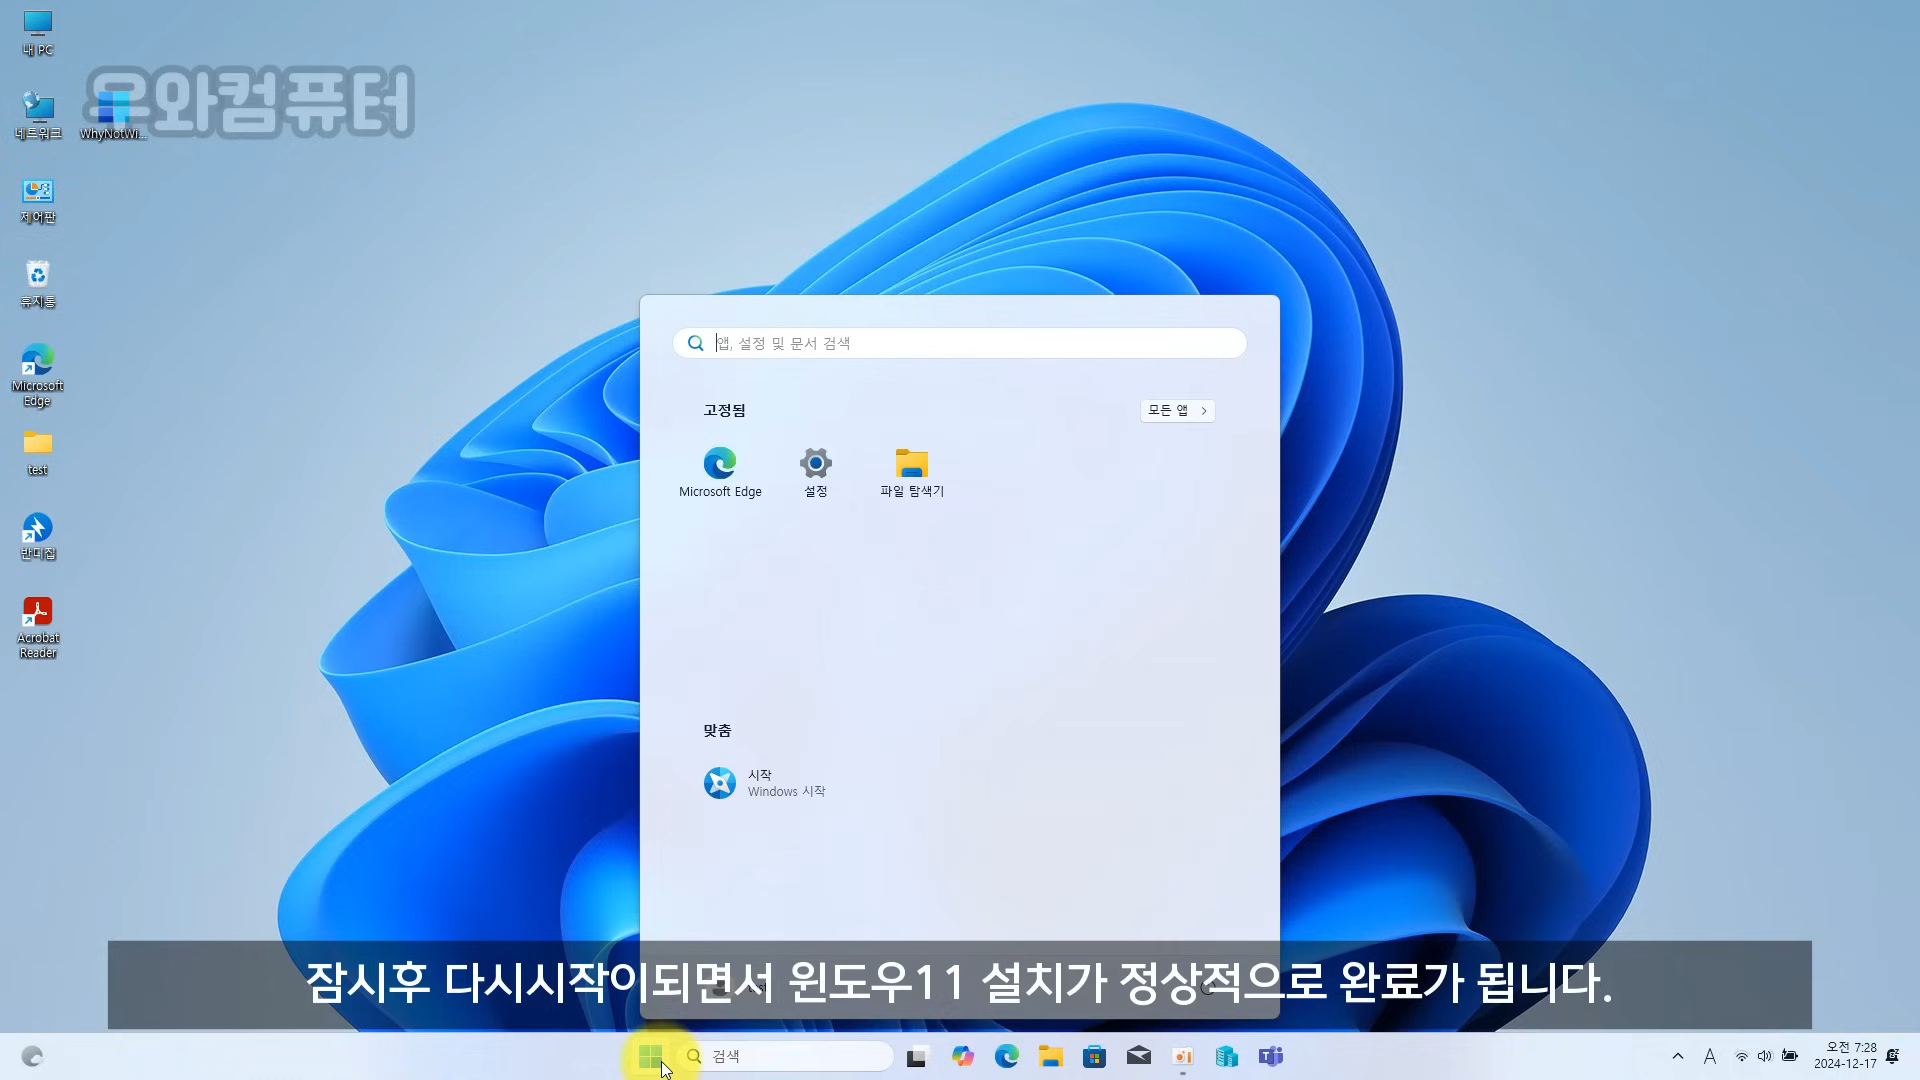 내 PC
우와컴퓨터
네트워크
WhyNotWi...
제어판
휴지통
Microsoft
Edge
test
반디집
Acrobat
Reader
앱, 설정 및 문서 검색
고정됨
모든 앱
Microsoft Edge
설정
파일 탐색기
맞춤
시작
Windows 시작
잠시후 다시시작이되면서 윈도우11 설치가 정상적으로 완료가 됩니다.
검색
A
오전 7:28
2024-12-17